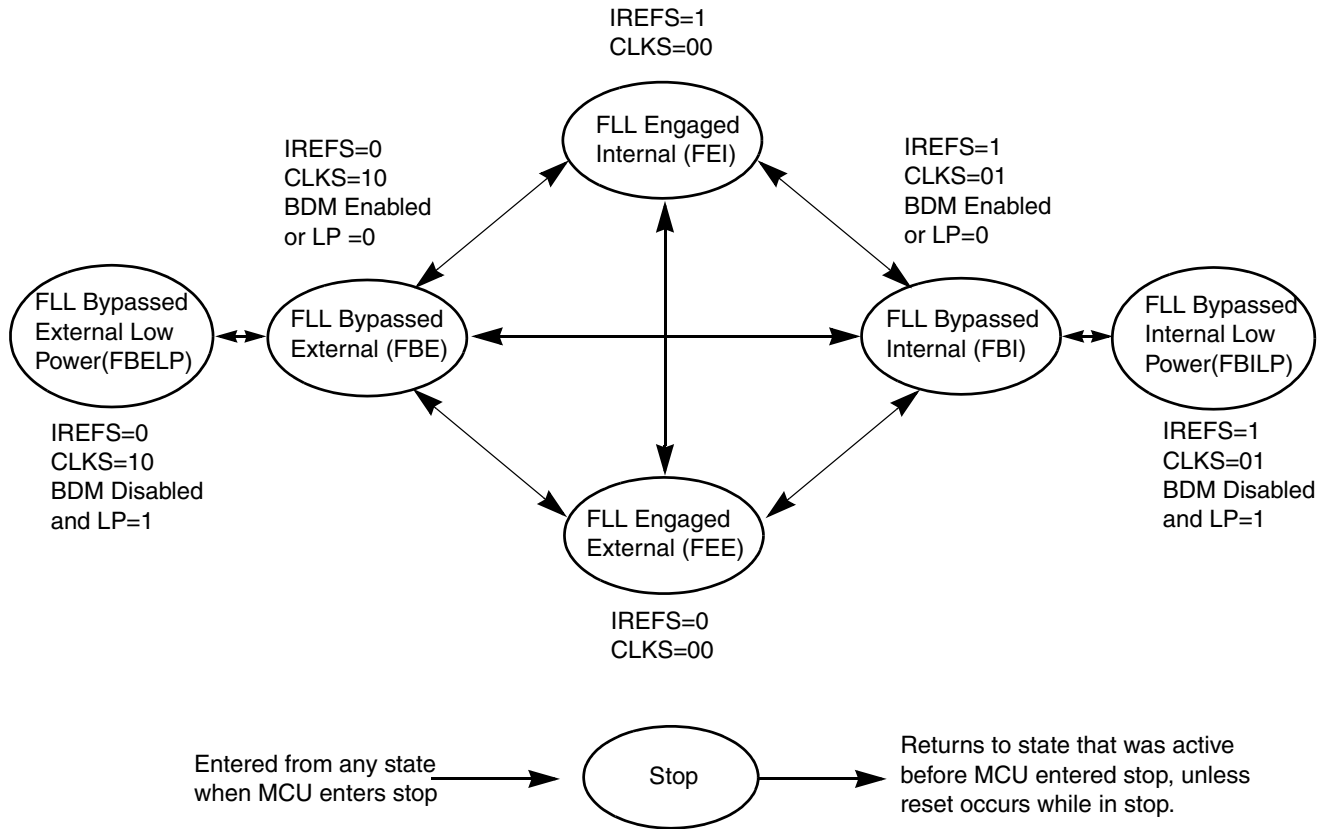 IREFS=1
CLKS=00
FLL Engaged
Internal (FEI)
IREFS=0
CLKS=10
BDM Enabled
or LP =0
IREFS=1
CLKS=01
BDM Enabled
or LP=0
FLL Bypassed
External Low
Power(FBELP)
FLL Bypassed
External (FBE)
FLL Bypassed
Internal (FBI)
FLL Bypassed
Internal Low
Power(FBILP)
IREFS=0
CLKS=10
BDM Disabled
and LP=1
FLL Engaged
External (FEE)
IREFS=1
CLKS=01
BDM Disabled
and LP=1
IREFS=0
CLKS=00
Entered from any state
when MCU enters stop
Stop
Returns to state that was active
before MCU entered stop, unless
reset occurs while in stop.